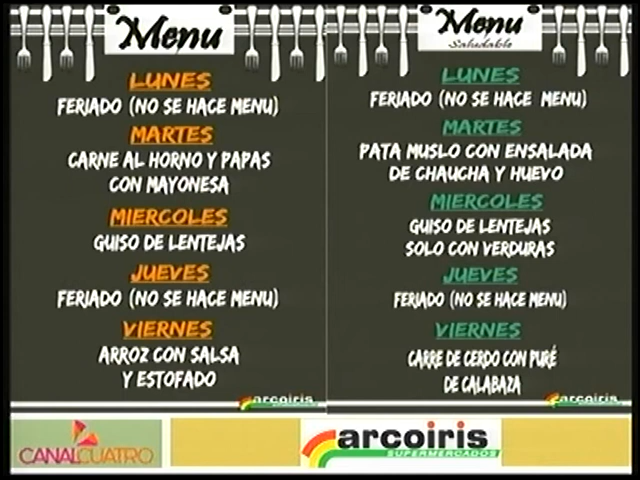 Menu
LUNES
FERIADO (NO SE HACE MENU)
MARTES
CARNE AL HORNO Y PAPAS
CON MAYONESA
MIERCOLES
GUISO DE LENTEJAS
JUEVES
FERIADO (NO SE HACE MENU)
VIERNES
ARROZ CON SALSA
Y ESTOFADO
arcoiris
Menu
Saludable
LUNES
FERIADO (NO SE HACE MENU)
MARTES
PATA MUSLO CON ENSALADA
DE CHAUCHA Y HUEVO
MIERCOLES
GUISO DE LENTEJAS
SOLO CON VERDURAS
JUEVES
FERIADO (NO SE HACE MENU)
VIERNES
CARRE DE CERDO CON PURÉ
DE CALABAZA
arcoiris
CANALCUATRO
arcoiris
SUPERMERCADOS